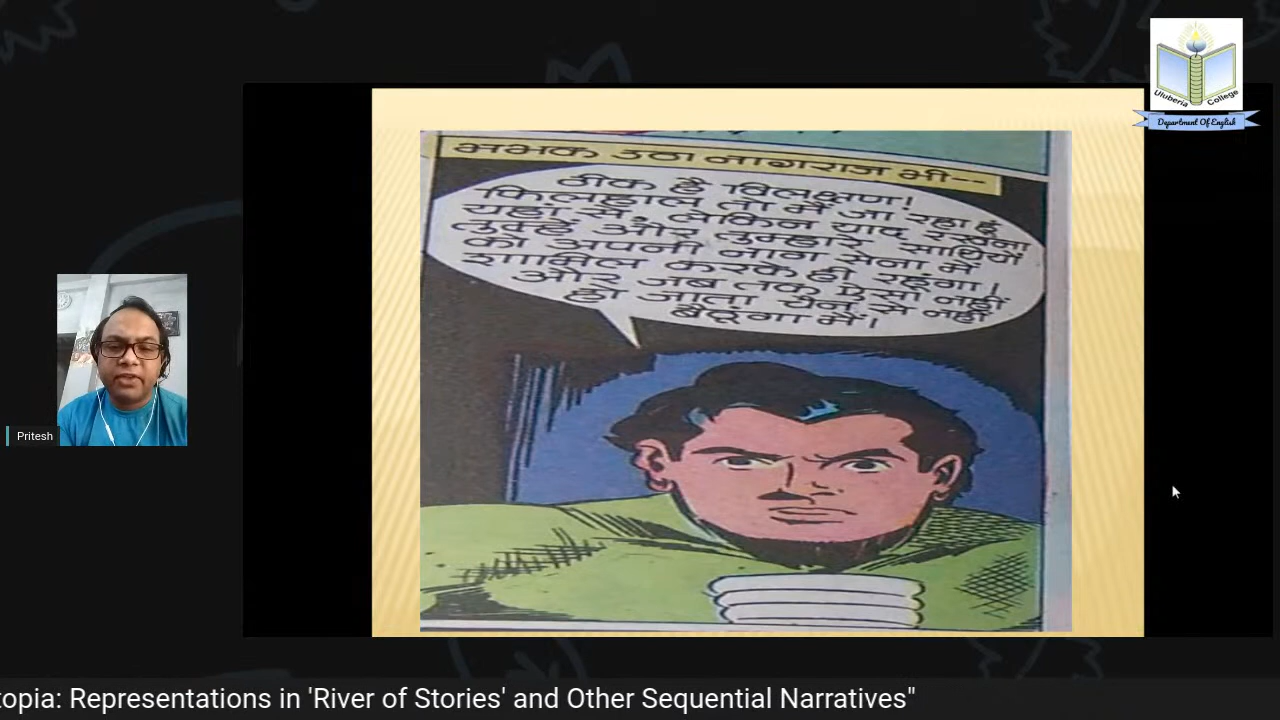 Uluberia College
Department Of English
भभक उठा नागराज भी--
ठीक है विलक्षण!
फिलहाल तो मैं जा रहा हूं
यहां से, लेकिन याद रखना
तुम्हें और तुम्हारे साथियों
को अपनी नाग सेना में
शामिल करके ही रहूंगा।
और जब तक ऐसा नहीं
हो जाता चैन से नहीं
बैठूंगा मैं।
Pritesh
topia: Representations in 'River of Stories' and Other Sequential Narratives"